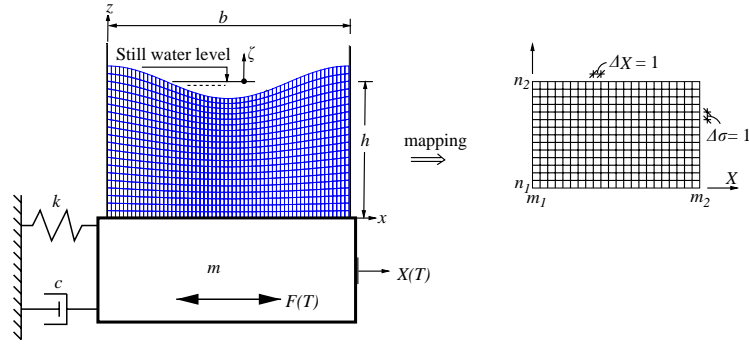 z
b
Still water level
ζ
h
x
k
c
m
F(T)
X(T)
mapping
⇒
ΔX = 1
n2
Δσ= 1
n1
m1
m2
X